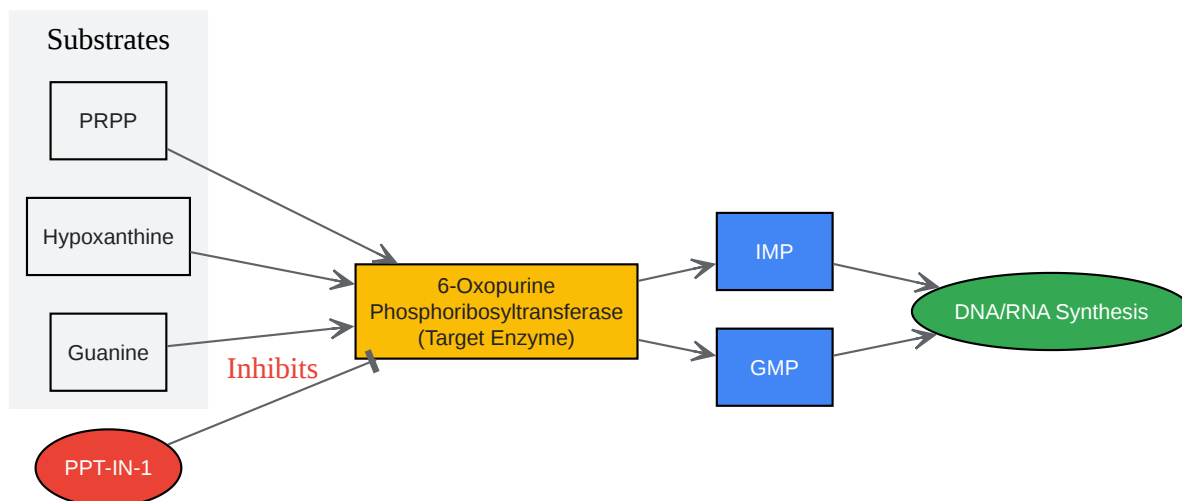 Substrates
PRPP
Hypoxanthine
Guanine
Inhibits
PPT-IN-1
6-Oxopurine
Phosphoribosyltransferase
(Target Enzyme)
IMP
GMP
DNA/RNA Synthesis